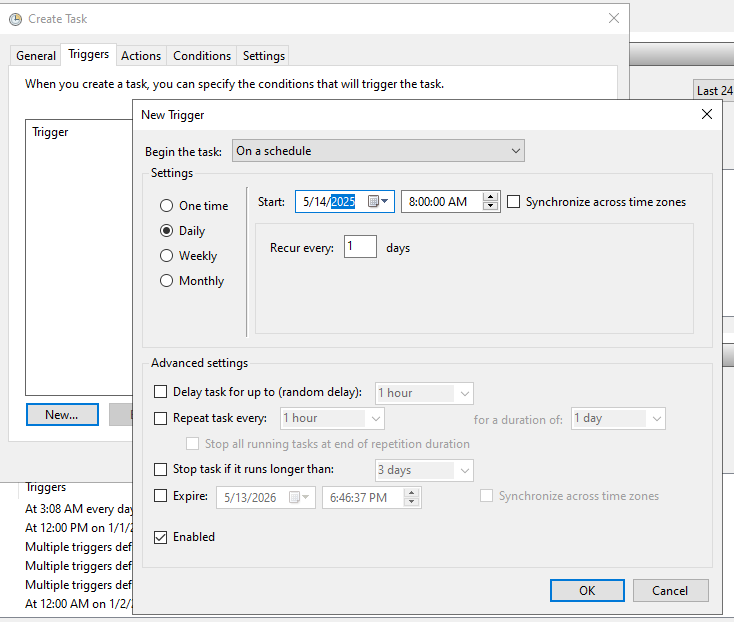 Create Task
General Triggers Actions Conditions Settings
When you create a task, you can specify the conditions that will trigger the task.
Last 24
Trigger
New Trigger
Begin the task: On a schedule
Settings
One time
Daily
Weekly
Monthly
Start: 5/14/2025 8:00:00 AM Synchronize across time zones
Recur every: 1 days
Advanced settings
Delay task for up to (random delay): 1 hour
Repeat task every: 1 hour for a duration of: 1 day
Stop all running tasks at end of repetition duration
Stop task if it runs longer than: 3 days
Expire: 5/13/2026 6:46:37 PM Synchronize across time zones
Enabled
OK Cancel
New...
Triggers
At 3:08 AM every day
At 12:00 PM on 1/1/2
Multiple triggers def
Multiple triggers def
Multiple triggers def
At 12:00 AM on 1/2/